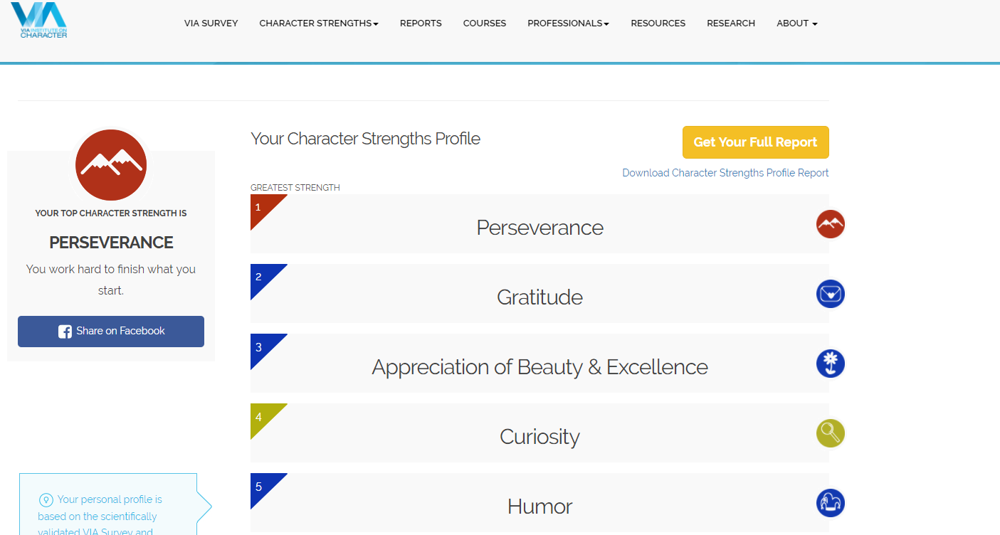 VIA INSTITUTE ON
CHARACTER
VIA SURVEY
CHARACTER STRENGTHS
REPORTS
COURSES
PROFESSIONALS
RESOURCES
RESEARCH
ABOUT
YOUR TOP CHARACTER STRENGTH IS
PERSEVERANCE
You work hard to finish what you
start.
Share on Facebook
Your personal profile is
based on the scientifically
validated VIA Survey and
Your Character Strengths Profile
Get Your Full Report
Download Character Strengths Profile Report
GREATEST STRENGTH
1
Perseverance
2
Gratitude
3
Appreciation of Beauty & Excellence
4
Curiosity
5
Humor